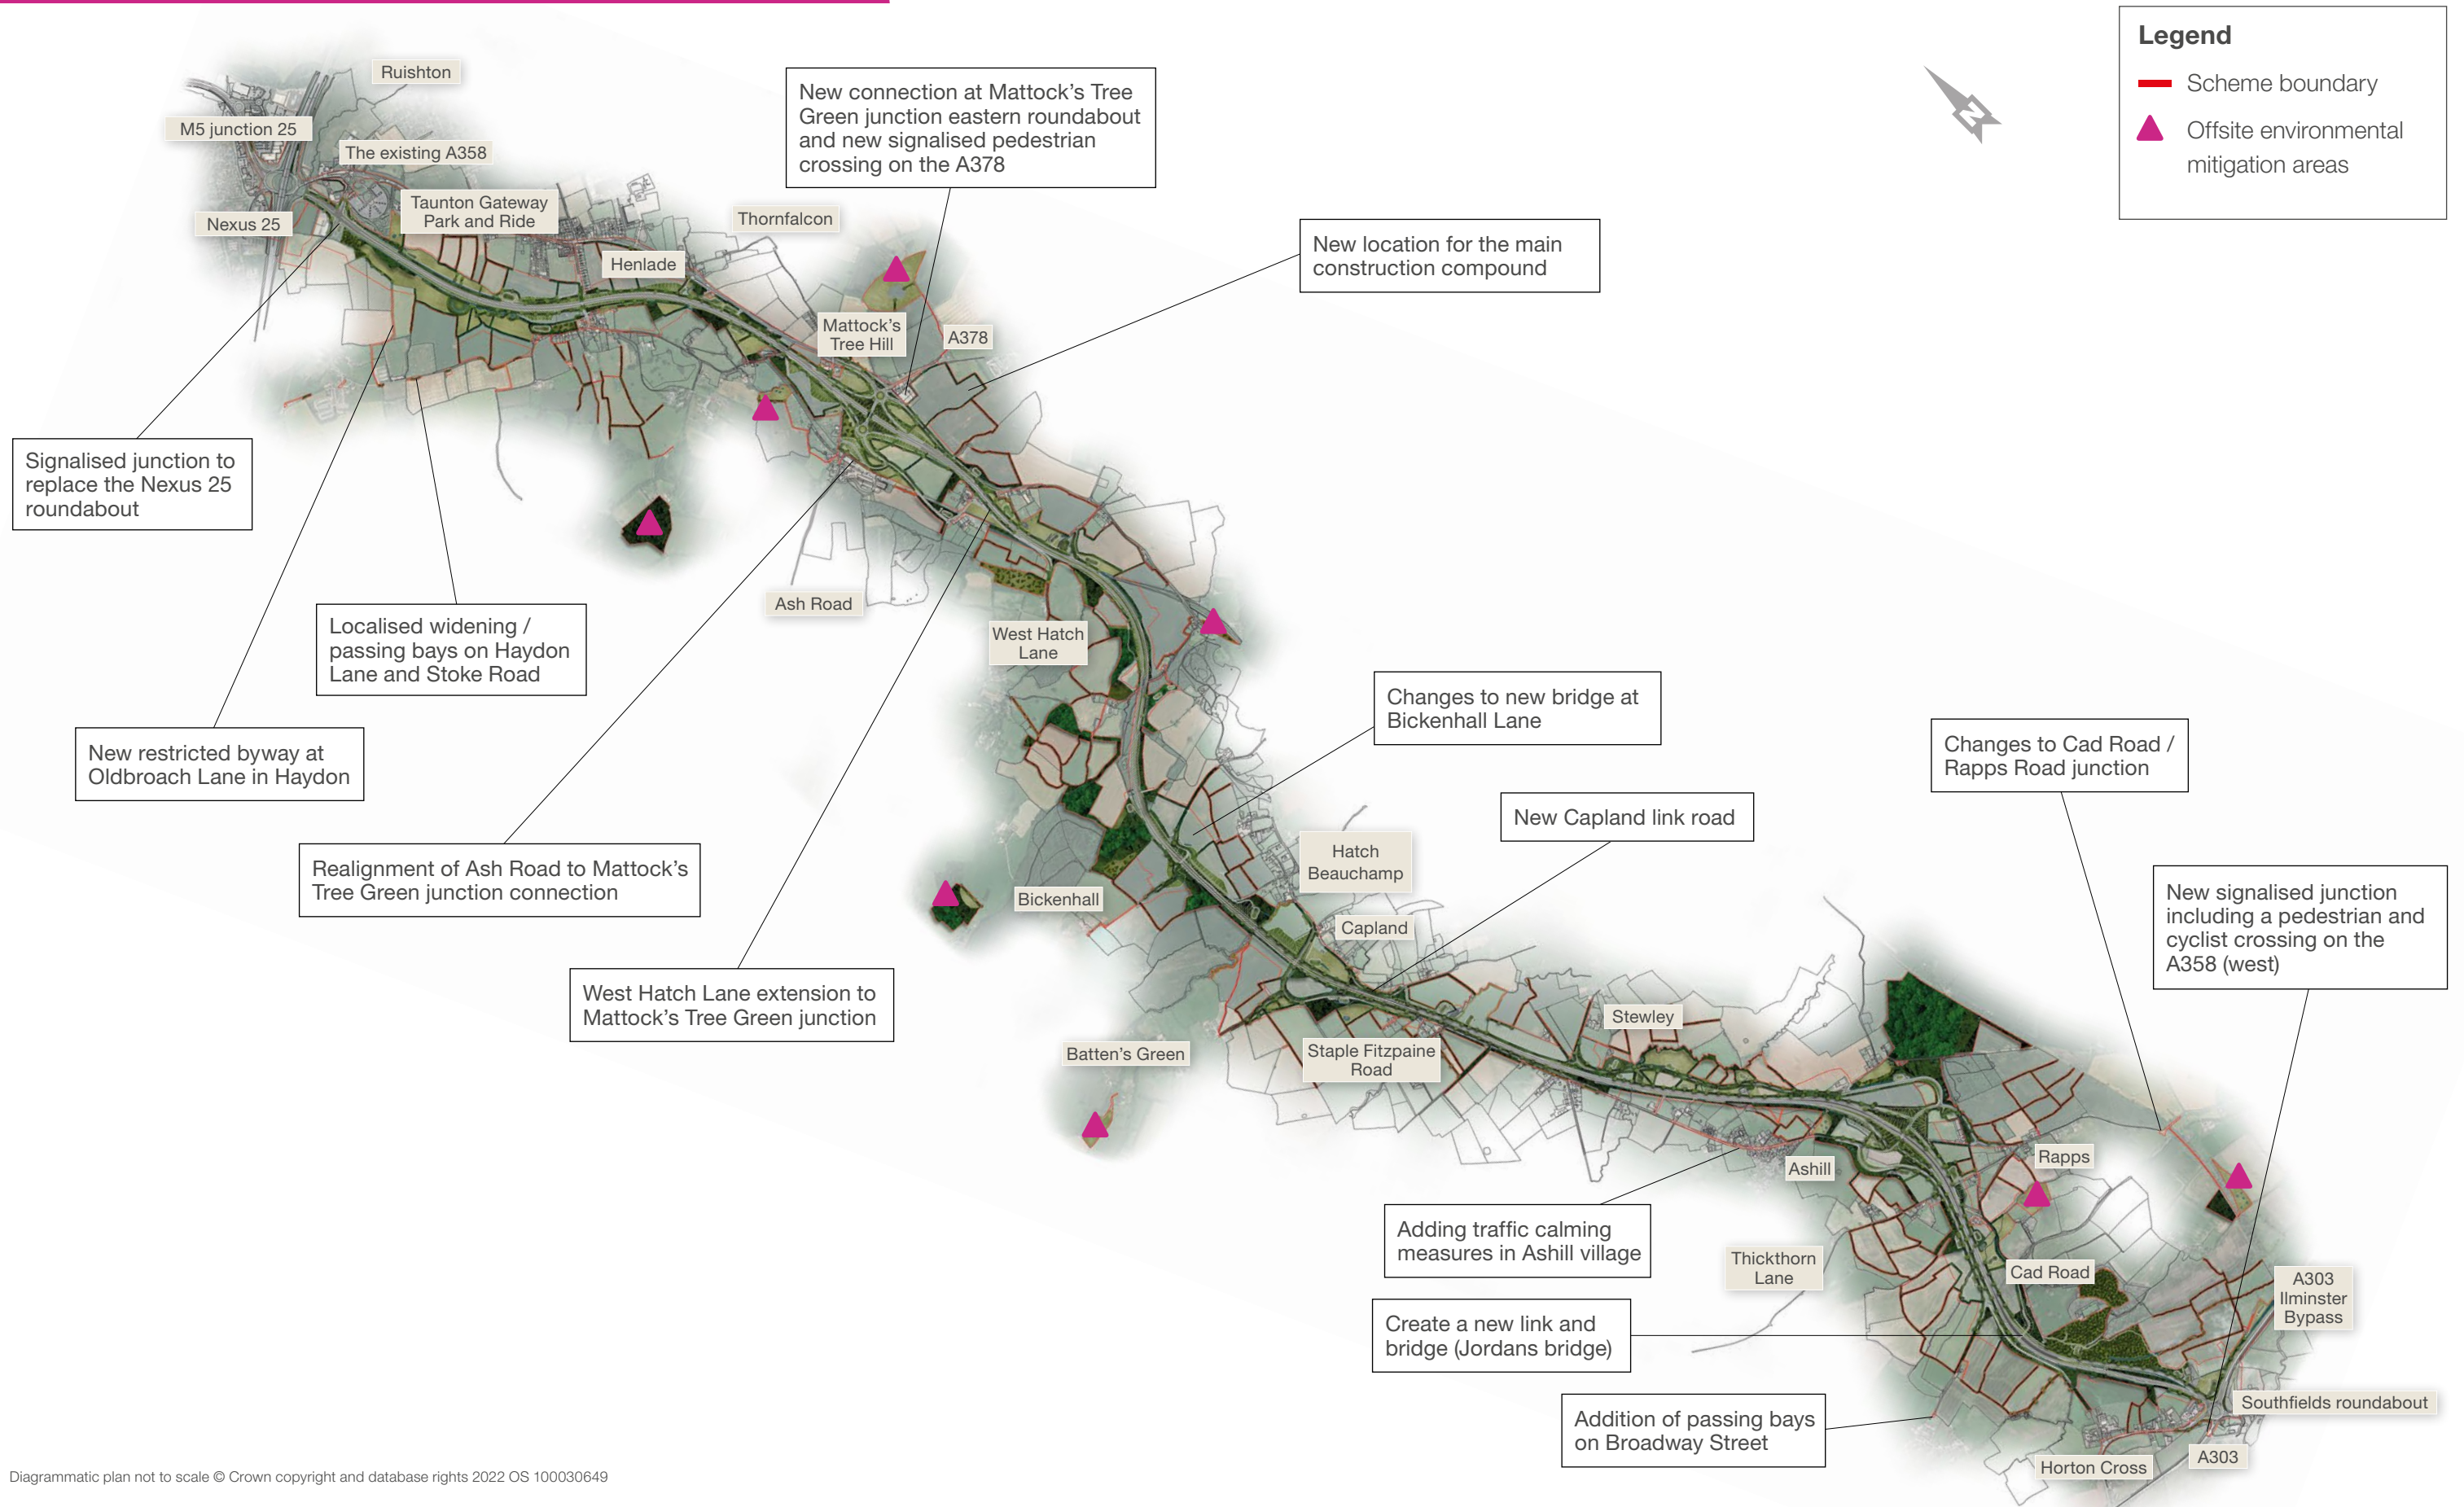 Legend
Scheme boundary
Offsite environmental
mitigation areas
N
Ruishton
M5 junction 25
The existing A358
Nexus 25
Taunton Gateway
Park and Ride
Henlade
Thornfalcon
New connection at Mattock's Tree
Green junction eastern roundabout
and new signalised pedestrian
crossing on the A378
New location for the main
construction compound
Mattock's
Tree Hill
A378
Signalised junction to
replace the Nexus 25
roundabout
Localised widening /
passing bays on Haydon
Lane and Stoke Road
New restricted byway at
Oldbroach Lane in Haydon
Ash Road
West Hatch
Lane
Realignment of Ash Road to Mattock's
Tree Green junction connection
West Hatch Lane extension to
Mattock's Tree Green junction
Changes to new bridge at
Bickenhall Lane
New Capland link road
Changes to Cad Road /
Rapps Road junction
New signalised junction
including a pedestrian and
cyclist crossing on the
A358 (west)
Hatch
Beauchamp
Bickenhall
Capland
Batten's Green
Staple Fitzpaine
Road
Stewley
Ashill
Rapps
Adding traffic calming
measures in Ashill village
Thickthorn
Lane
Cad Road
A303
Ilminster
Bypass
Create a new link and
bridge (Jordans bridge)
Addition of passing bays
on Broadway Street
Southfields roundabout
A303
Horton Cross
Diagrammatic plan not to scale © Crown copyright and database rights 2022 OS 100030649